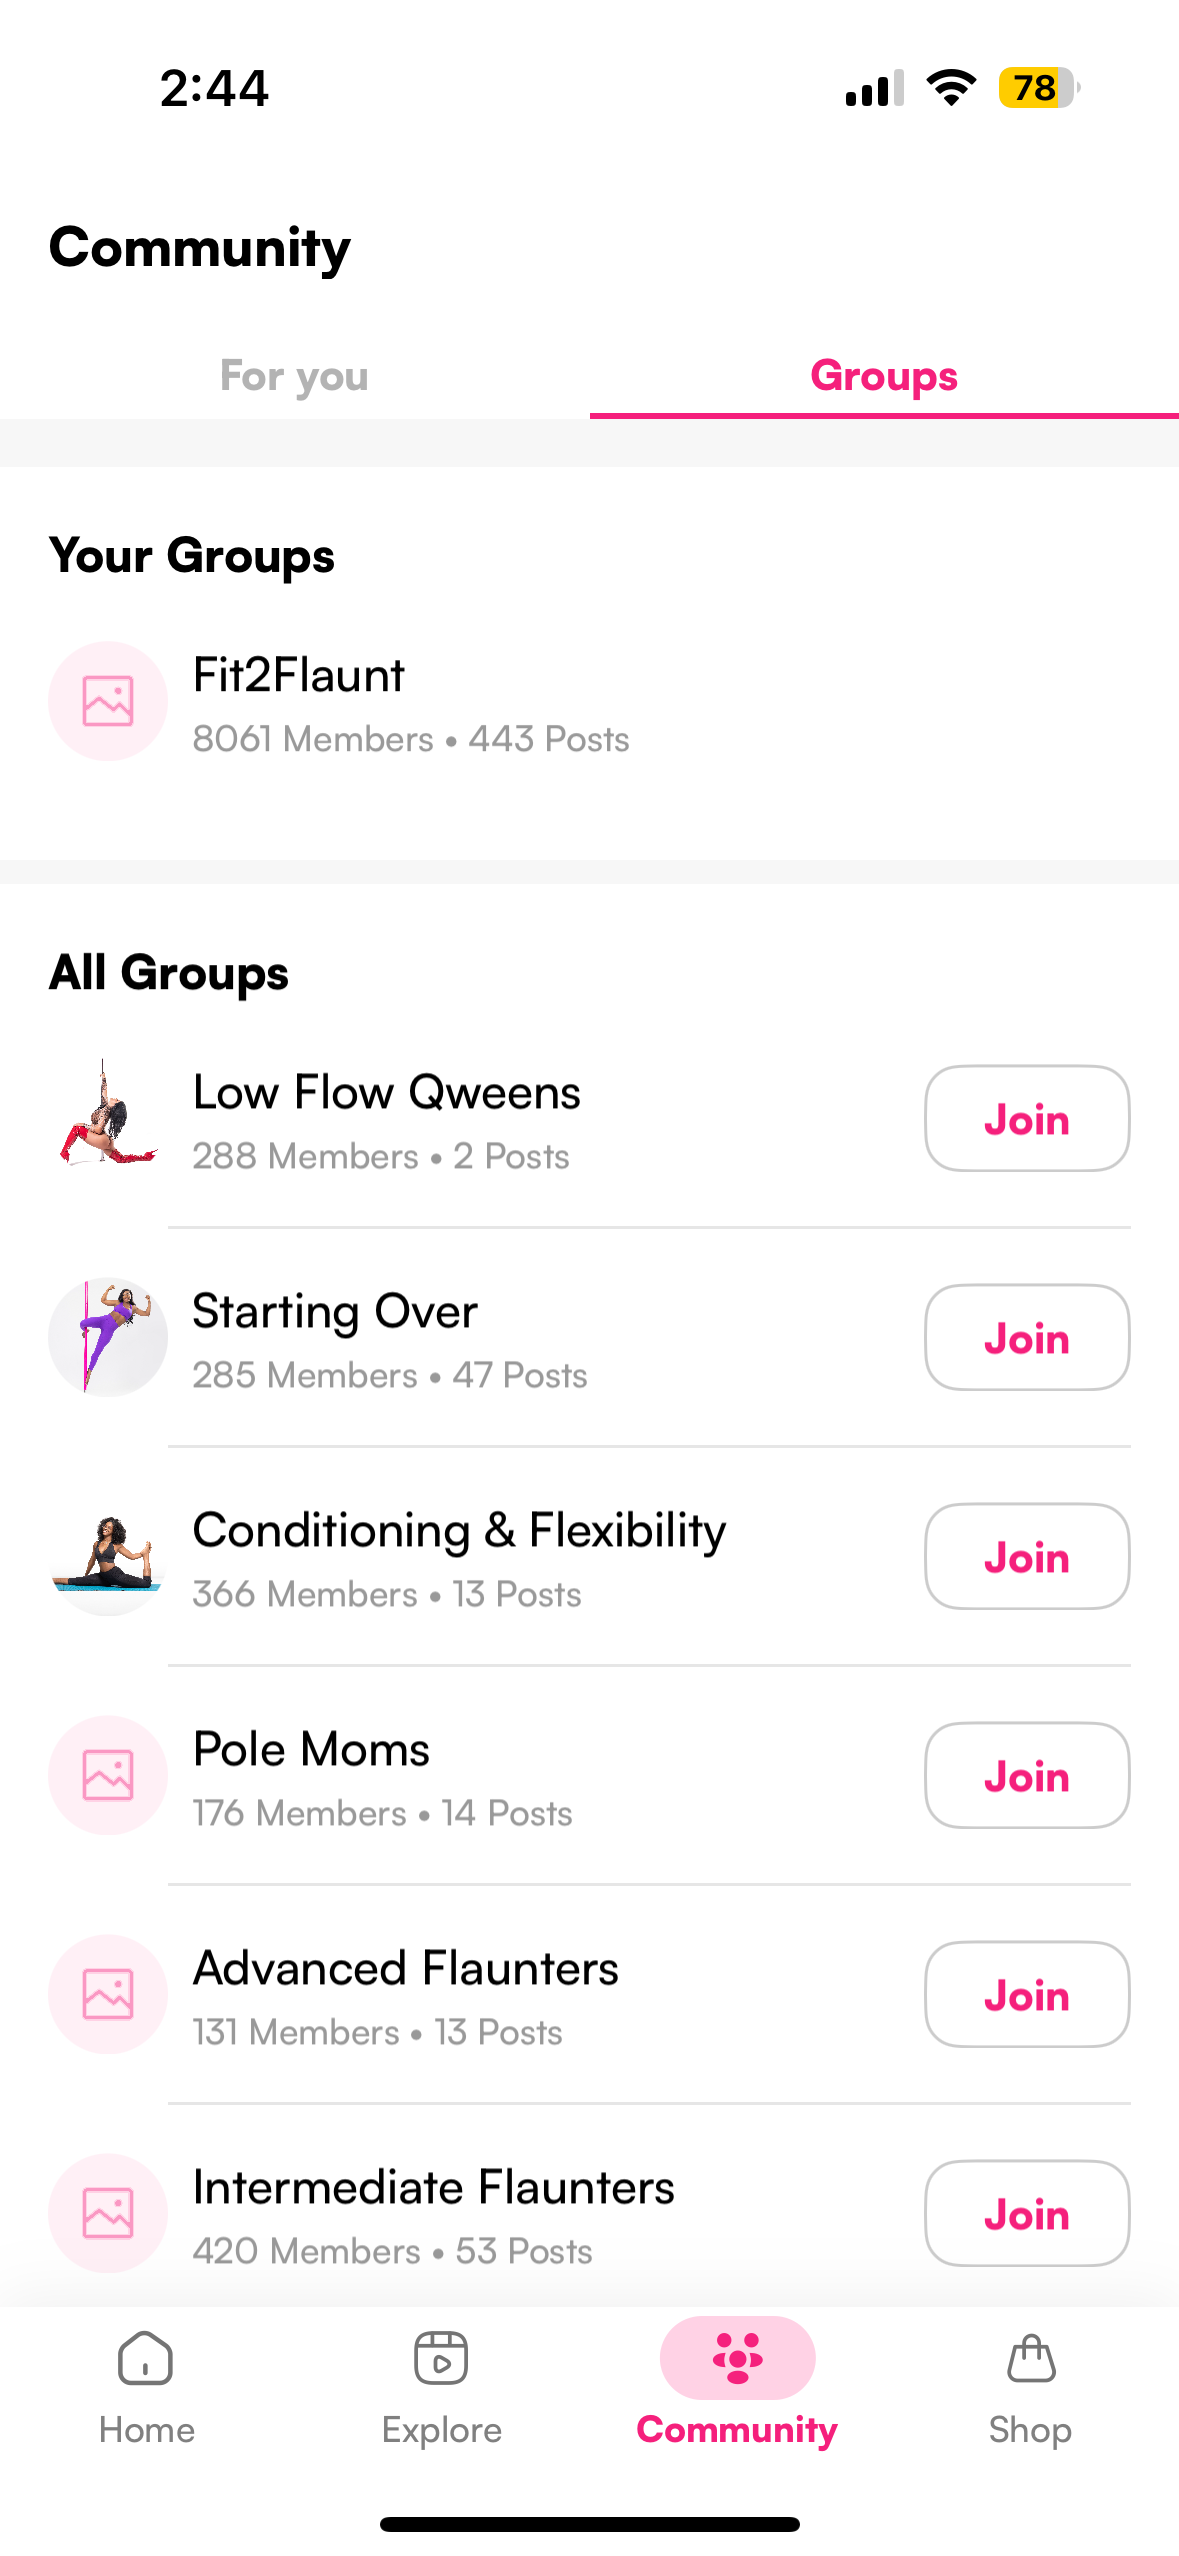 2:44
78
Community
For you
Groups
Your Groups
Fit2Flaunt
8061 Members • 443 Posts
All Groups
Low Flow Qweens
288 Members • 2 Posts
Join
Starting Over
285 Members • 47 Posts
Join
Conditioning & Flexibility
366 Members • 13 Posts
Join
Pole Moms
176 Members • 14 Posts
Join
Advanced Flaunters
131 Members • 13 Posts
Join
Intermediate Flaunters
420 Members • 53 Posts
Join
Home
Explore
Community
Shop